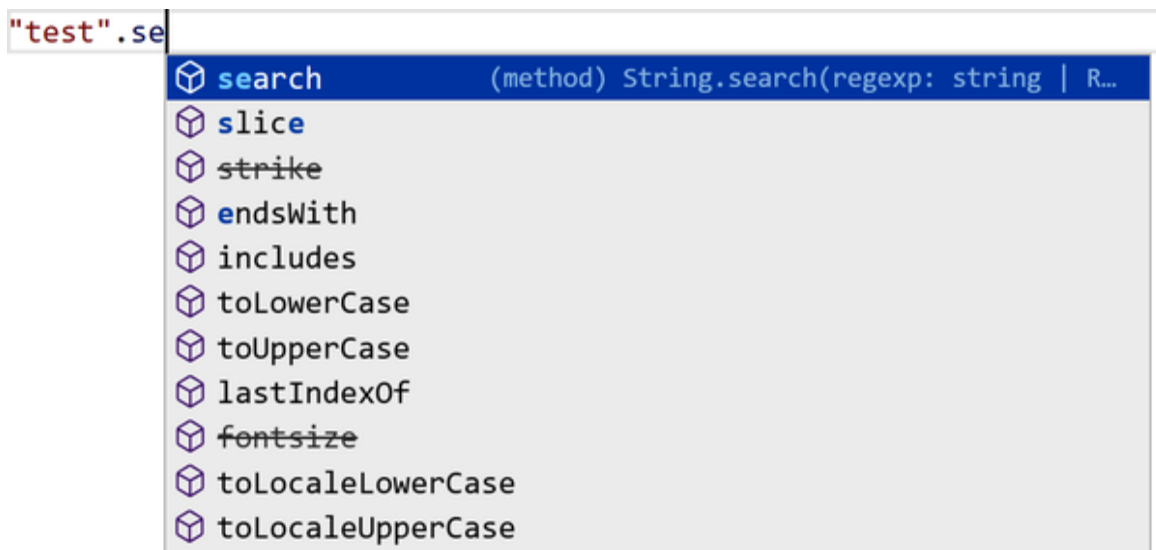 "test".se
search (method) String.search(regexp: string | R…
slice
strike
endsWith
includes
toLowerCase
toUpperCase
lastIndexOf
fontsize
toLocaleLowerCase
toLocaleUpperCase